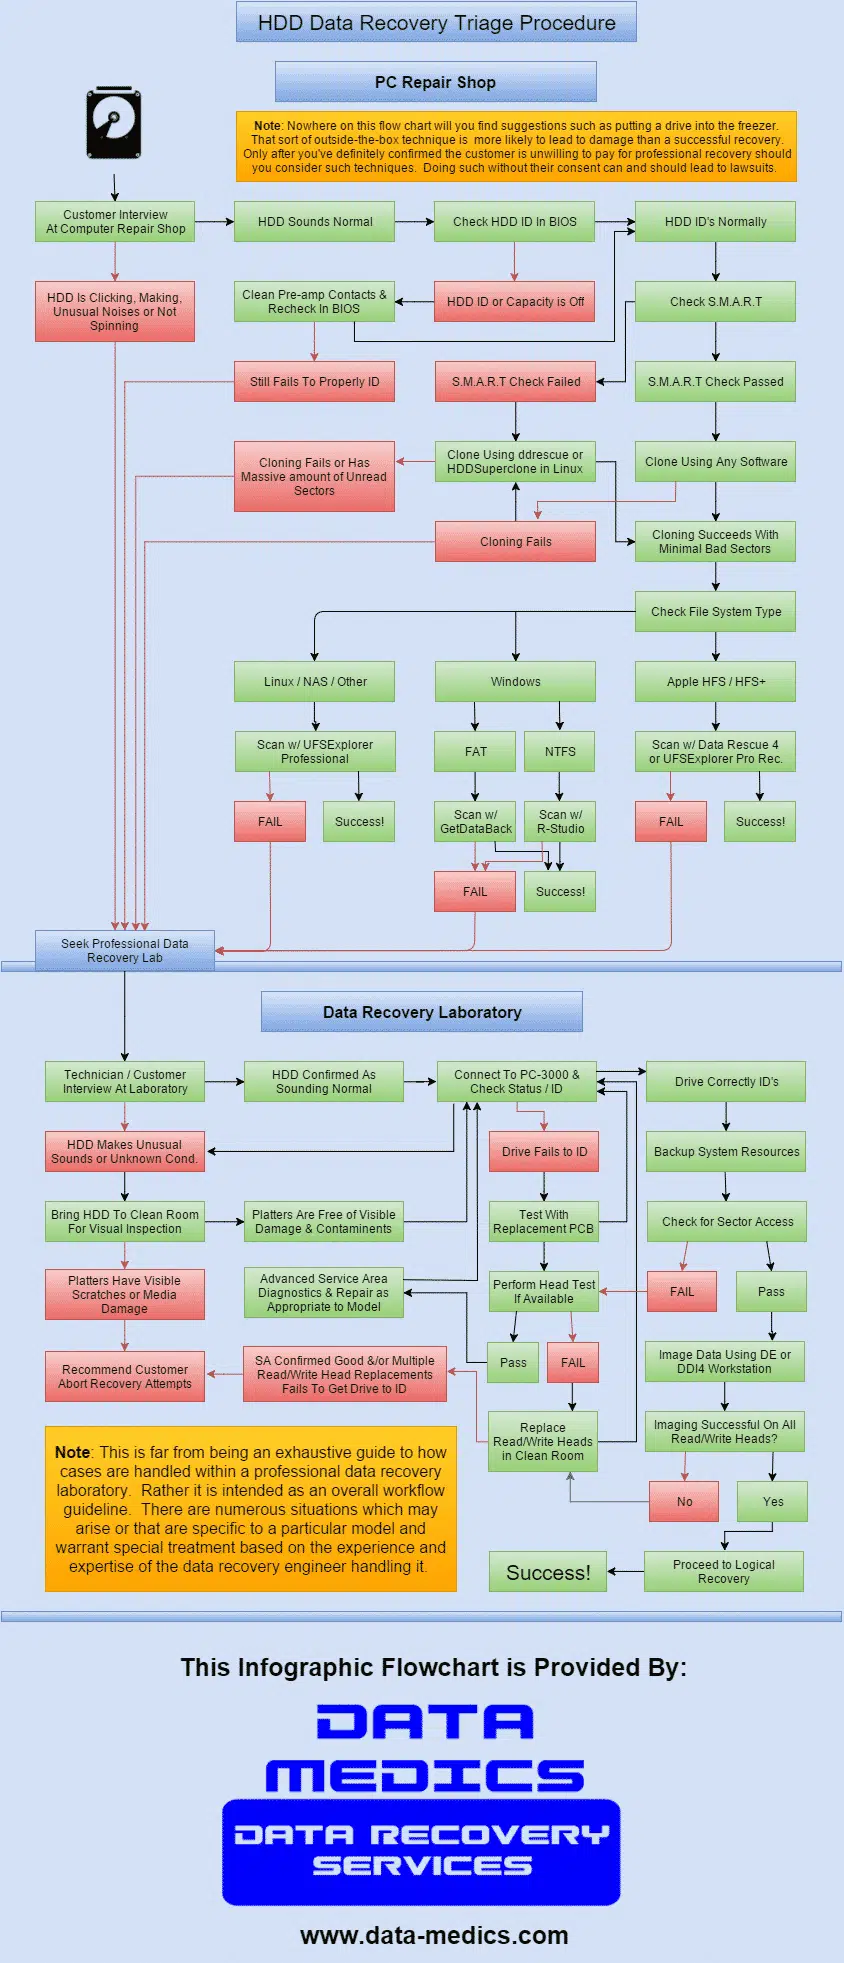 HDD Data Recovery Triage Procedure
PC Repair Shop
Note: Nowhere on this flow chart will you find suggestions such as putting a drive into the freezer.
That sort of outside-the-box technique is more likely to lead to damage than a successful recovery.
Only after you've definitely confirmed the customer is unwilling to pay for professional recovery should
you consider such techniques. Doing such without their consent can and should lead to lawsuits.
Customer Interview
At Computer Repair Shop
HDD Sounds Normal
Check HDD ID In BIOS
HDD ID's Normally
HDD Is Clicking, Making,
Unusual Noises or Not
Spinning
Clean Pre-amp Contacts &
Recheck In BIOS
HDD ID or Capacity is Off
Check S.M.A.R.T
Still Fails To Properly ID
S.M.A.R.T Check Failed
S.M.A.R.T Check Passed
Cloning Fails or Has
Massive amount of Unread
Sectors
Clone Using ddrescue or
HDDSuperclone in Linux
Clone Using Any Software
Cloning Fails
Cloning Succeeds With
Minimal Bad Sectors
Check File System Type
Linux / NAS / Other
Windows
Apple HFS / HFS+
Scan w/ UFSExplorer
Professional
FAT
NTFS
Scan w/ Data Rescue 4
or UFSExplorer Pro Rec.
FAIL
Success!
Scan w/
GetDataBack
Scan w/
R-Studio
FAIL
Success!
FAIL
Success!
Seek Professional Data
Recovery Lab
Data Recovery Laboratory
Technician / Customer
Interview At Laboratory
HDD Confirmed As
Sounding Normal
Connect To PC-3000 &
Check Status / ID
Drive Correctly ID's
HDD Makes Unusual
Sounds or Unknown Cond.
Drive Fails to ID
Backup System Resources
Bring HDD To Clean Room
For Visual Inspection
Platters Are Free of Visible
Damage & Contaminents
Test With
Replacement PCB
Check for Sector Access
Platters Have Visible
Scratches or Media
Damage
Advanced Service Area
Diagnostics & Repair as
Appropriate to Model
Perform Head Test
If Available
FAIL
Pass
Recommend Customer
Abort Recovery Attempts
SA Confirmed Good &/or Multiple
Read/Write Head Replacements
Fails To Get Drive to ID
Pass
FAIL
Image Data Using DE or
DDI4 Workstation
Replace
Read/Write Heads
in Clean Room
Imaging Successful On All
Read/Write Heads?
No
Yes
Note: This is far from being an exhaustive guide to how
cases are handled within a professional data recovery
laboratory. Rather it is intended as an overall workflow
guideline. There are numerous situations which may
arise or that are specific to a particular model and
warrant special treatment based on the experience and
expertise of the data recovery engineer handling it.
Success!
Proceed to Logical
Recovery
This Infographic Flowchart is Provided By:
DATA
MEDICS
DATA RECOVERY
SERVICES
www.data-medics.com